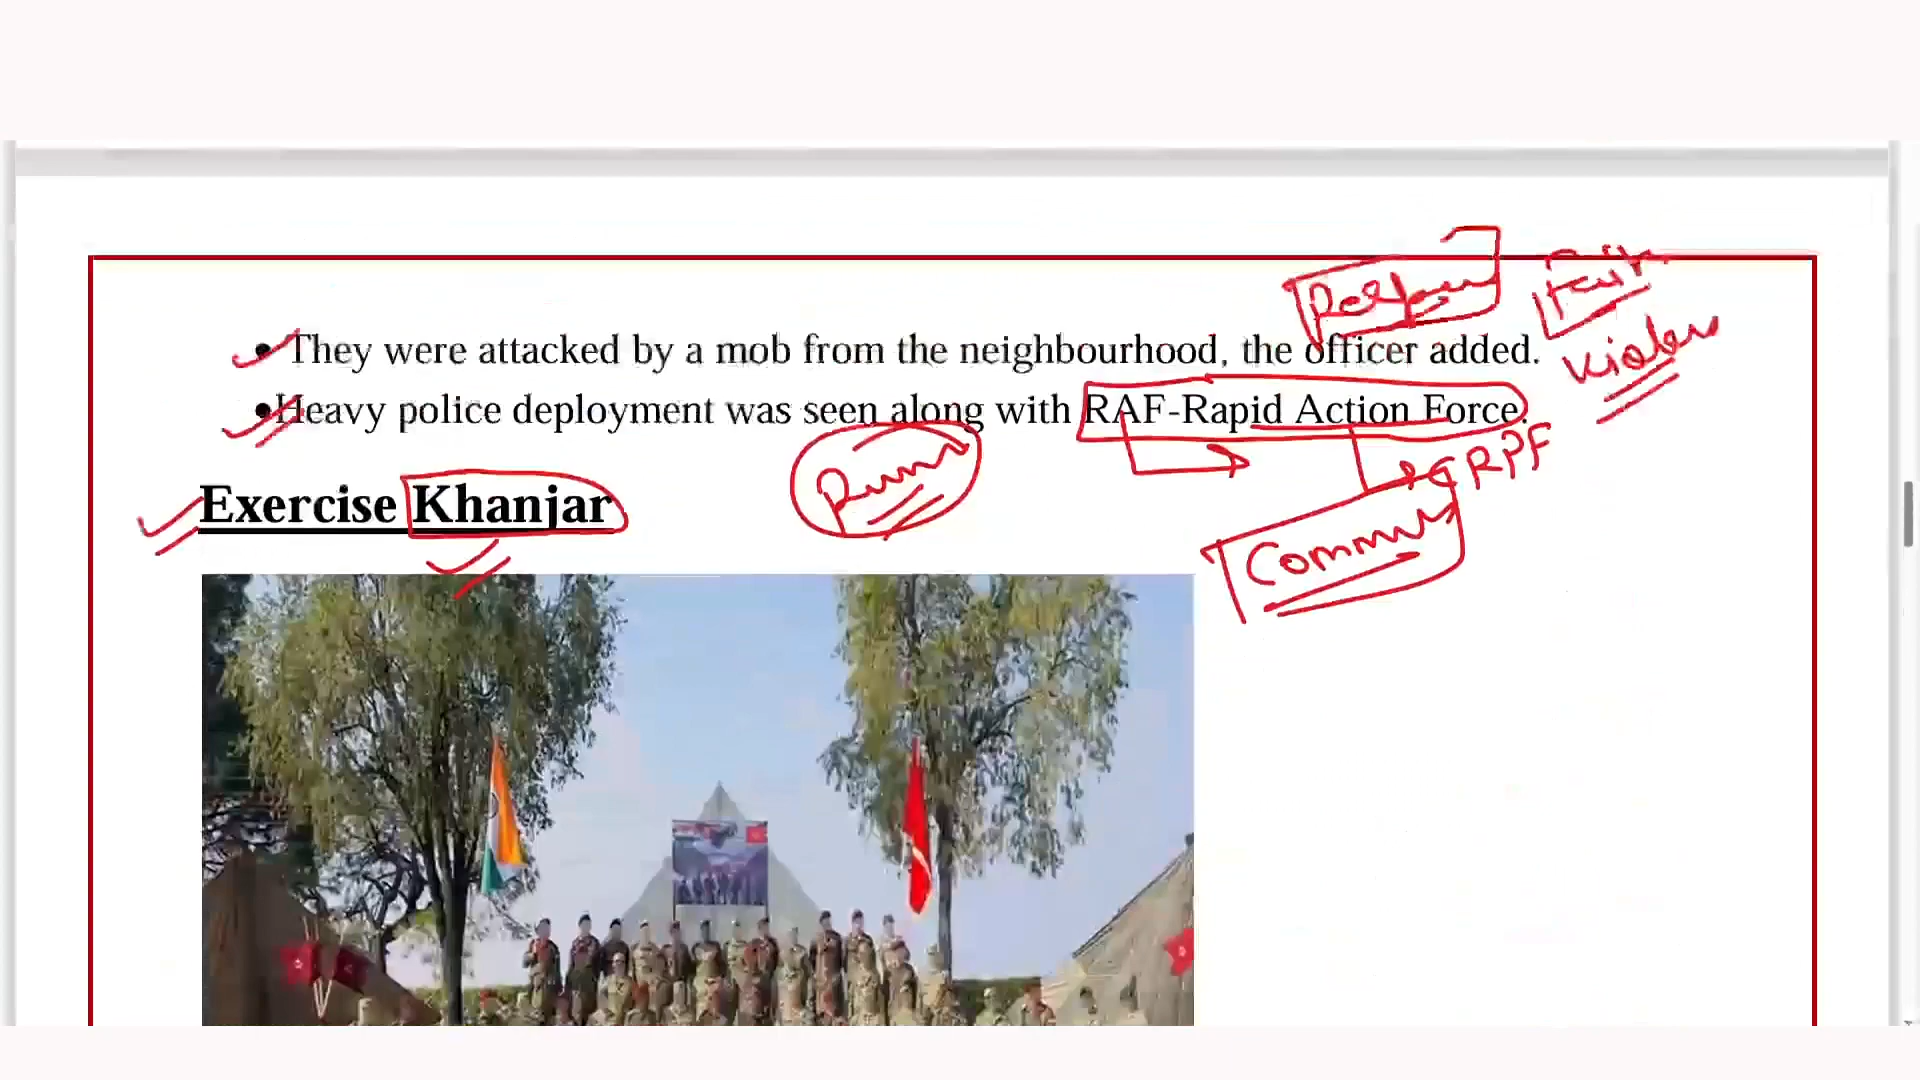 • They were attacked by a mob from the neighbourhood, the officer added.
• Heavy police deployment was seen along with RAF-Rapid Action Force.
CRPF
Exercise Khanjar